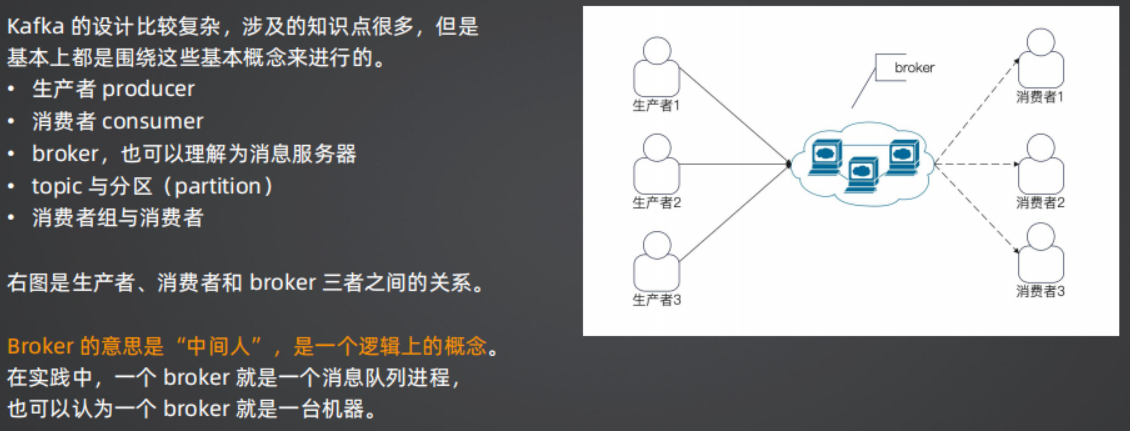 Kafka 的设计比较复杂，涉及的知识点很多，但是
基本上都是围绕这些基本概念来进行的。
• 生产者 producer
• 消费者 consumer
• broker，也可以理解为消息服务器
• topic 与分区（partition）
• 消费者组与消费者
右图是生产者、消费者和 broker 三者之间的关系。
Broker 的意思是“中间人”，是一个逻辑上的概念。
在实践中，一个 broker 就是一个消息队列进程，
也可以认为一个 broker 就是一台机器。
broker
生产者1
消费者1
生产者2
消费者2
生产者3
消费者3